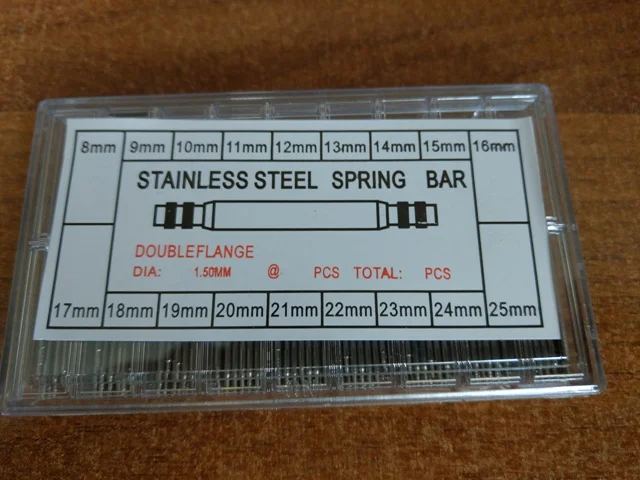 8mm 9mm 10mm 11mm 12mm 13mm 14mm 15mm 16mm
STAINLESS STEEL SPRING BAR
DOUBLEFLANGE
DIA: 1.50MM @ PCS TOTAL: PCS
17mm 18mm 19mm 20mm 21mm 22mm 23mm 24mm 25mm